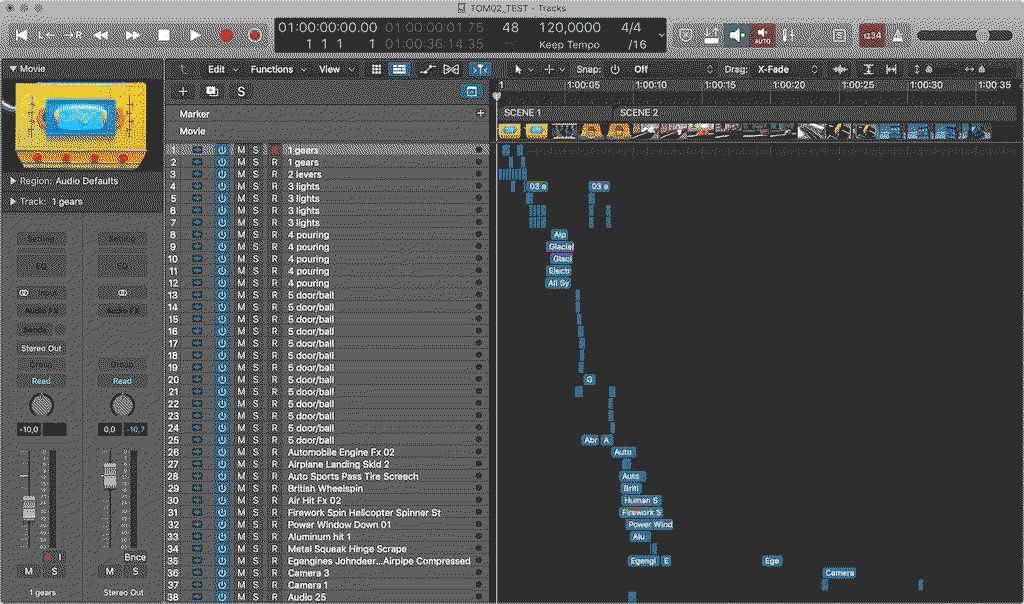 TOM02_TEST - Tracks
01:00:00:00.00 01:00:00:01.75 48 120,0000 4/4
1 1 1 1 01:00:36:14.35 Keep Tempo /16
L← →R AUTO S 1234
Movie
Edit Functions View Snap: Off Drag: X-Fade
+ S
1 1:00:05 1:00:10 1:00:15 1:00:20 1:00:25 1:00:30 1:00 35
Marker +
SCENE 1 SCENE 2
Movie
Region: Audio Defaults
Track: 1 gears
1 M S R 1 gears
2 M S R 1 gears
3 M S R 2 levers
4 M S R 3 lights 03 e 03 e
5 M S R 3 lights
6 M S R 3 lights
7 M S R 3 lights
8 M S R 4 pouring Alp
9 M S R 4 pouring Glacial
10 M S R 4 pouring Glaci
11 M S R 4 pouring Electr
12 M S R 4 pouring All Sy
13 M S R 5 door/ball
14 M S R 5 door/ball
15 M S R 5 door/ball
16 M S R 5 door/ball
17 M S R 5 door/ball
18 M S R 5 door/ball
19 M S R 5 door/ball
20 M S R 5 door/ball G
21 M S R 5 door/ball
22 M S R 5 door/ball
23 M S R 5 door/ball
24 M S R 5 door/ball
25 M S R 5 door/ball Abr A
26 M S R Automobile Engine Fx 02 Auto
27 M S R Airplane Landing Skid 2
28 M S R Auto Sports Pass Tire Screech Auto
29 M S R British Wheelspin Briti
30 M S R Air Hit Fx 02 Human S
31 M S R Firework Spin Helicopter Spinner St Firework S
32 M S R Power Window Down 01 Power Wind
33 M S R Aluminum hit 1 Alu
34 M S R Metal Squeak Hinge Scrape
35 M S R Egengines Johndeer...Airpipe Compressed Egengi E Ege
36 M S R Camera 3 Camera
37 M S R Camera 1
38 M S R Audio 25
Setting Setting
EQ EQ
Input
Audio FX Audio FX
Sends
Stereo Out
Group Group
Read Read
-10,0 0,0 -10,7
I Bnce
M S M S
1 gears Stereo Out